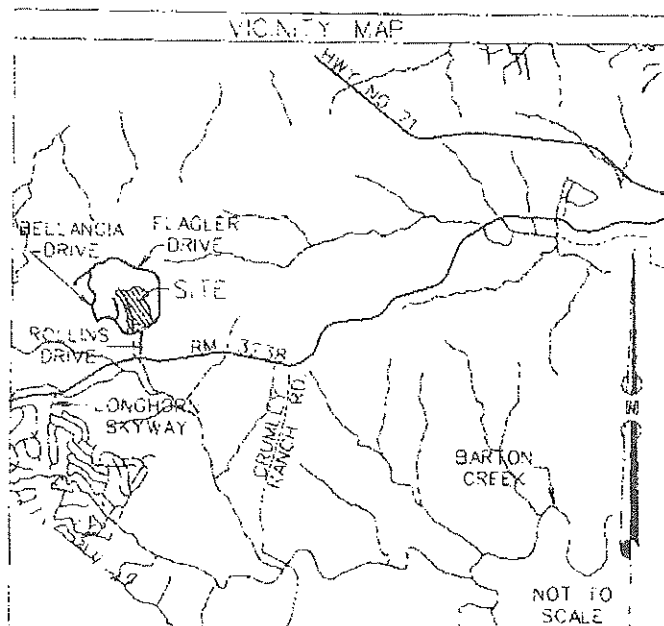 VICINITY MAP
HWY NO 71
BELLANCIA
DRIVE
FLAGLER
DRIVE
SITE
ROLLINS
DRIVE
RM 3238
LONGHORN
SKYWAY
CRUMLEY
RANCH RD.
BARTON
CREEK
N
NOT TO
SCALE